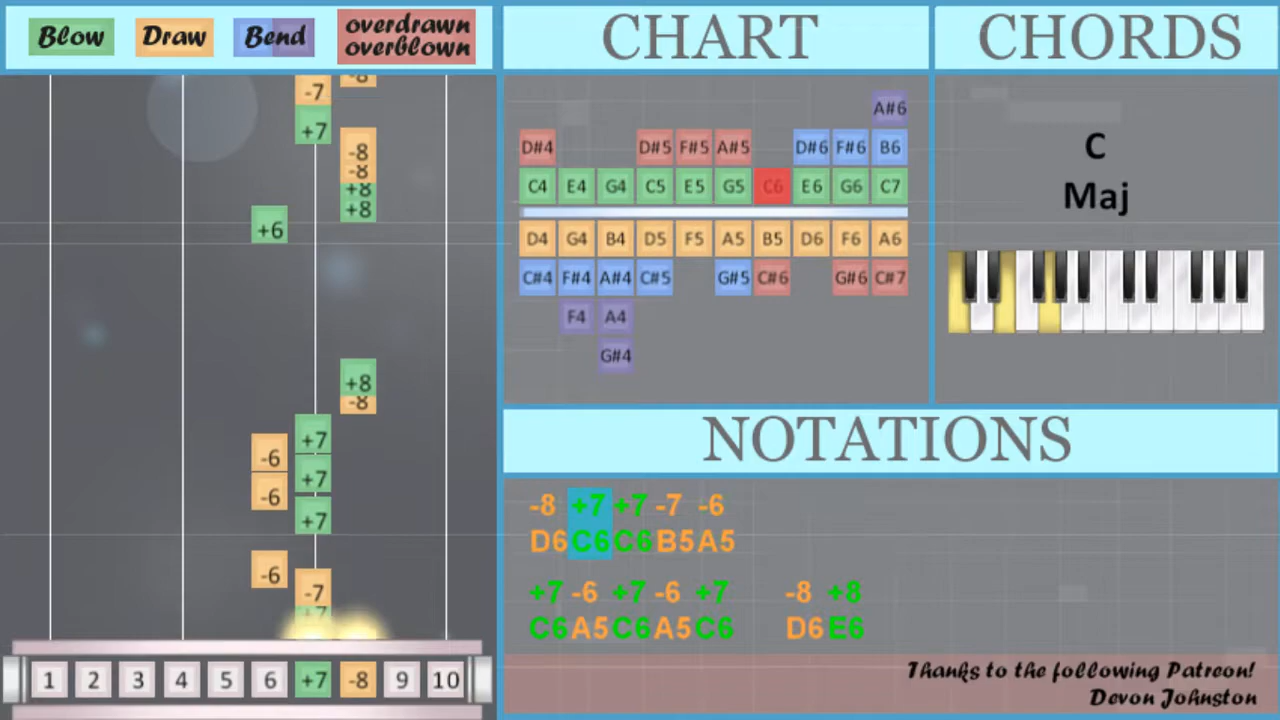 Blow Draw Bend overdrawn
overblown
CHART
CHORDS
-8
-7
+7
-8
-8
+8
+8
+6
+8
-8
+7
-6
+7
-6
+7
-6
-7
+7
1 2 3 4 5 6 +7 -8 9 10
A#6
D#4 D#5 F#5 A#5 D#6 F#6 B6
C4 E4 G4 C5 E5 G5 C6 E6 G6 C7
D4 G4 B4 D5 F5 A5 B5 D6 F6 A6
C#4 F#4 A#4 C#5 G#5 C#6 G#6 C#7
F4 A4
G#4
C
Maj
NOTATIONS
-8 +7 +7 -7 -6
D6 C6 C6 B5 A5
+7 -6 +7 -6 +7 -8 +8
C6 A5 C6 A5 C6 D6 E6
Thanks to the following Patreon!
Devon Johnston